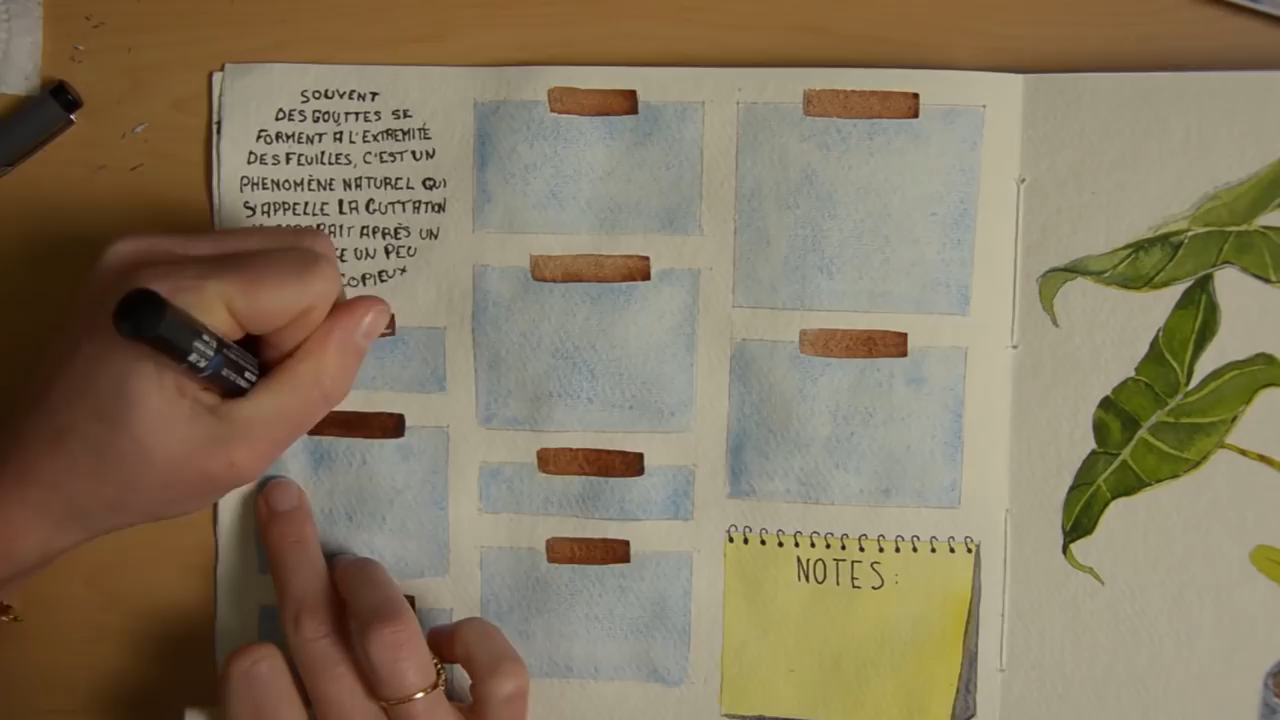 SOUVENT
DES GOUTTES SE
FORMENT À L'EXTREMITÉ
DES FEUILLES, C'EST UN
PHENOMÈNE NATUREL QUI
S'APPELLE LA GUTTATION
APRÈS UN
UN PEU
COPIEUX
NOTES: